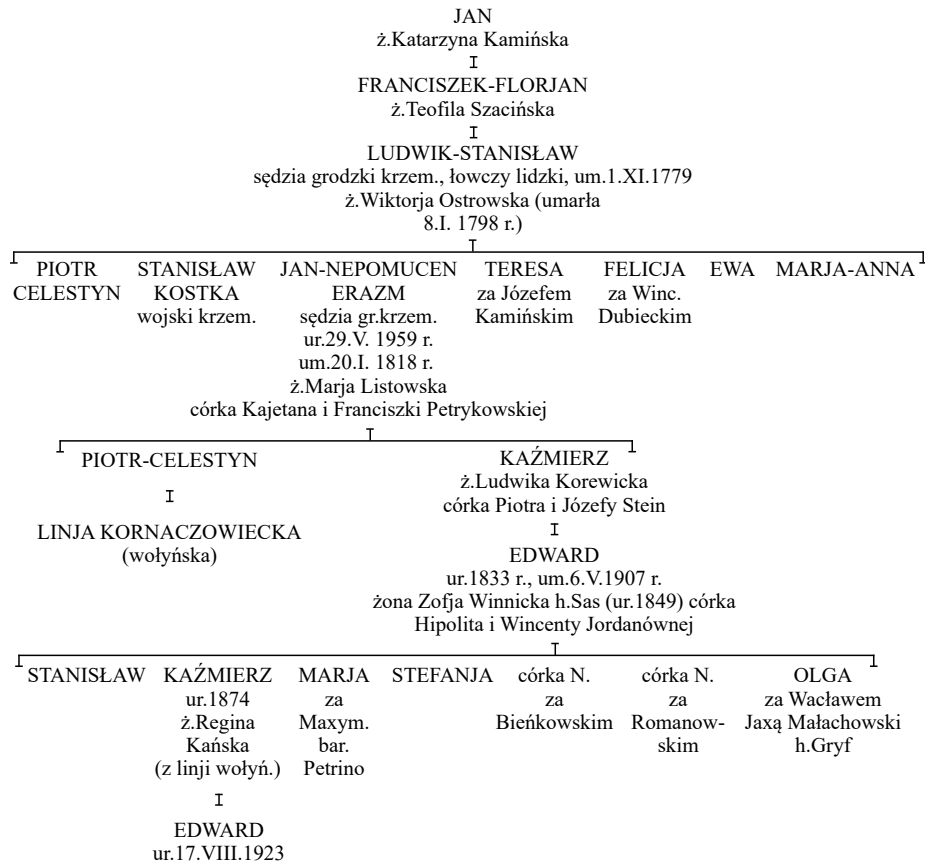 JAN
ż.Katarzyna Kamińska
FRANCISZEK-FLORJAN
ż.Teofila Szacińska
LUDWIK-STANISŁAW
sędzia grodzki krzem., łowczy lidzki, um.1.XI.1779
ż.Wiktorja Ostrowska (umarła
8.I. 1798 r.)
PIOTR
CELESTYN
STANISŁAW
KOSTKA
wojski krzem.
JAN-NEPOMUCEN
ERAZM
sędzia gr.krzem.
ur.29.V. 1959 r.
um.20.I. 1818 r.
ż.Marja Listowska
córka Kajetana i Franciszki Petrykowskiej
TERESA
za Józefem
Kamińskim
FELICJA
za Winc.
Dubieckim
EWA
MARJA-ANNA
PIOTR-CELESTYN
LINJA KORNACZOWIECKA
(wołyńska)
KAŹMIERZ
ż.Ludwika Korewicka
córka Piotra i Józefy Stein
EDWARD
ur.1833 r., um.6.V.1907 r.
żona Zofja Winnicka h.Sas (ur.1849) córka
Hipolita i Wincenty Jordanównej
STANISŁAW
KAŹMIERZ
ur.1874
ż.Regina
Kańska
(z linji wołyń.)
EDWARD
ur.17.VIII.1923
MARJA
za
Maxym.
bar.
Petrino
STEFANJA
córka N.
za
Bieńkowskim
córka N.
za
Romanow-
skim
OLGA
za Wacławem
Jaxą Małachowski
h.Gryf